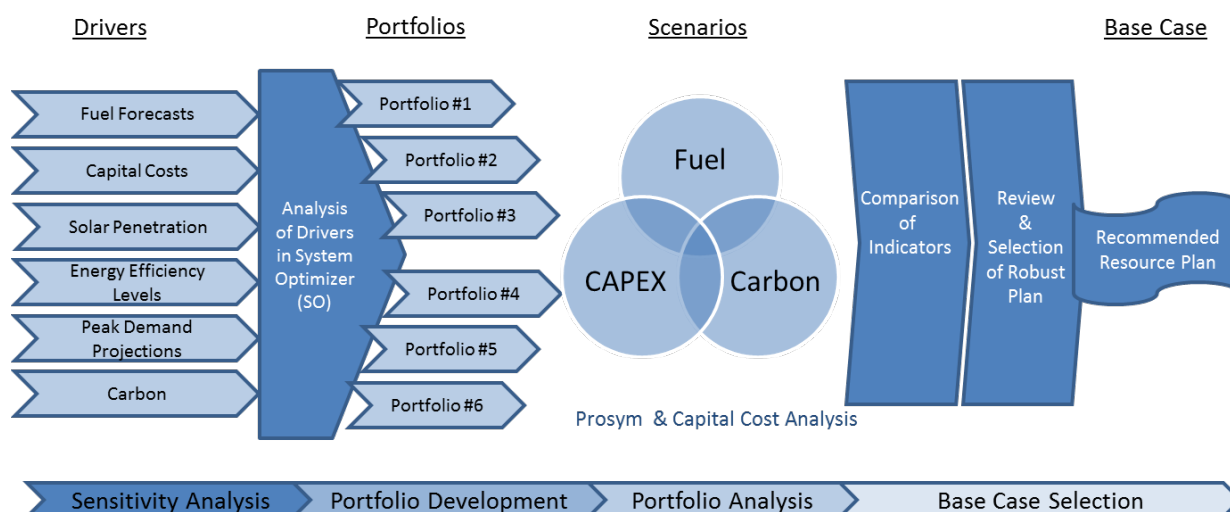 Drivers
Portfolios
Scenarios
Base Case
Fuel Forecasts
Capital Costs
Solar Penetration
Energy Efficiency
Levels
Peak Demand
Projections
Carbon
Analysis
of Drivers
in System
Optimizer
(SO)
Portfolio #1
Portfolio #2
Portfolio #3
Portfolio #4
Portfolio #5
Portfolio #6
Fuel
CAPEX
Carbon
Prosym & Capital Cost Analysis
Comparison
of
Indicators
Review
&
Selection
of Robust
Plan
Recommended
Resource Plan
Sensitivity Analysis
Portfolio Development
Portfolio Analysis
Base Case Selection